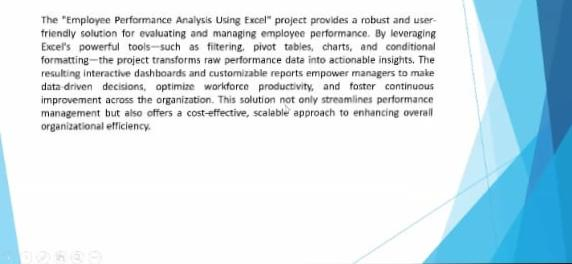 The "Employee Performance Analysis Using Excel" project provides a robust and user-
friendly solution for evaluating and managing employee performance. By leveraging
Excel's powerful tools—such as filtering, pivot tables, charts, and conditional
formatting—the project transforms raw performance data into actionable insights. The
resulting interactive dashboards and customizable reports empower managers to make
data-driven decisions, optimize workforce productivity, and foster continuous
improvement across the organization. This solution not only streamlines performance
management but also offers a cost-effective, scalable approach to enhancing overall
organizational efficiency.